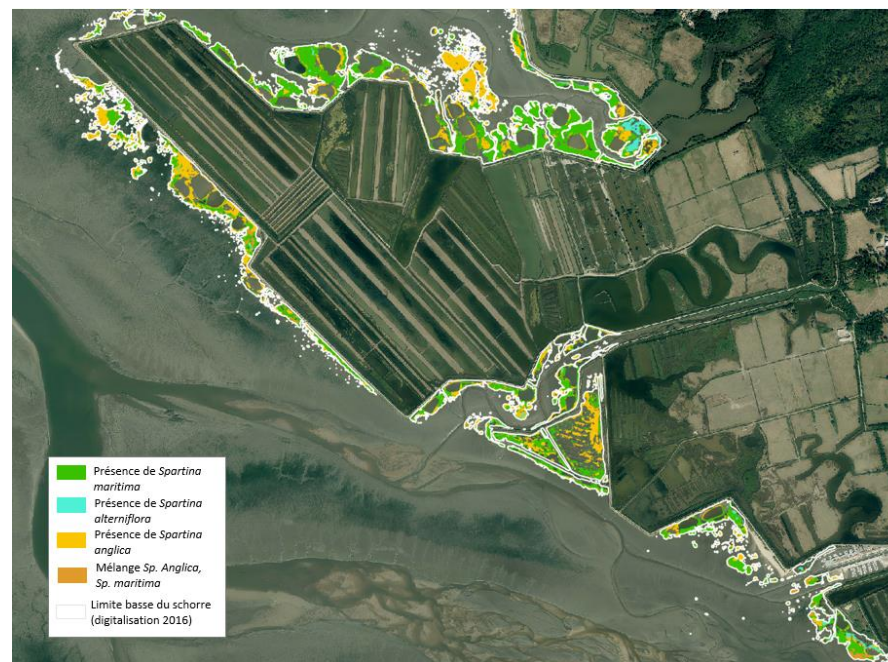 Présence de Spartina
maritima
Présence de Spartina
alterniflora
Présence de Spartina
anglica
Mélange Sp. Anglica,
Sp. maritima
Limite basse du schorre
(digitalisation 2016)